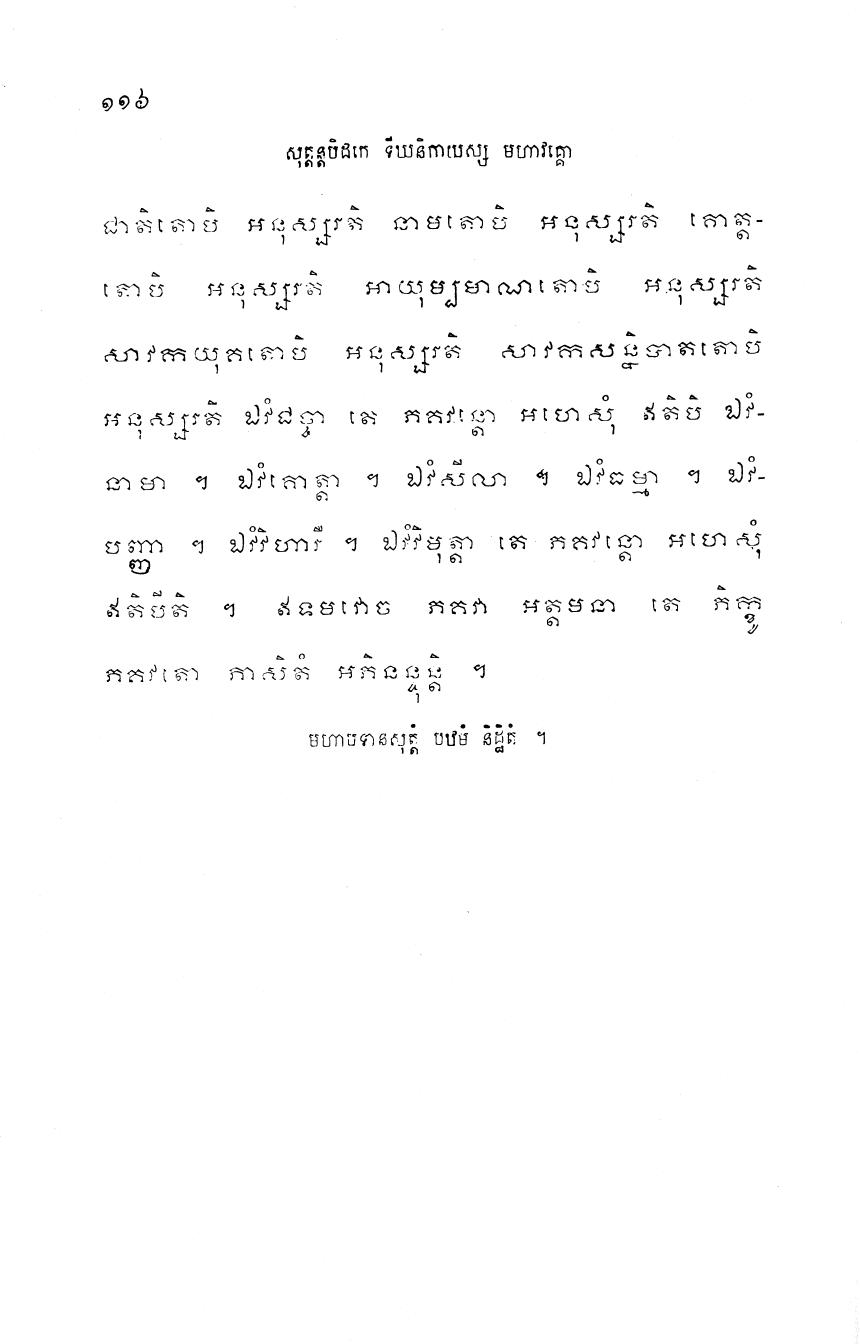 ១១៦
សុត្តន្តបិដកេ ទីឃនិកាយស្ស មហាវគ្គោ
ជាតិតោបិ អនុស្សរតិ នាមតោបិ អនុស្សរតិ គោត្ត-
តោបិ អនុស្សរតិ អាយុប្បមាណតោបិ អនុស្សរតិ
សាវកយុគតោបិ អនុស្សរតិ សាវកសន្និបាតតោបិ
អនុស្សរតិ ឯវំជច្ចា តេ ភគវន្តោ អហេសុំ ឥតិបិ ឯវំ-
នាមា ។ ឯវំគោត្តា ។ ឯវំសីលា ។ ឯវំធម្មា ។ ឯវំ-
បញ្ញា ។ ឯវំវិហារី ។ ឯវំវិមុត្តា តេ ភគវន្តោ អហេសុំ
ឥតិបីតិ ។ ឥទមវោច ភគវា អត្តមនា តេ ភិក្ខូ
ភគវតោ ភាសិតំ អភិនន្ទុន្តិ ។
មហាបទានសុត្តំ បឋមំ និដ្ឋិតំ ។